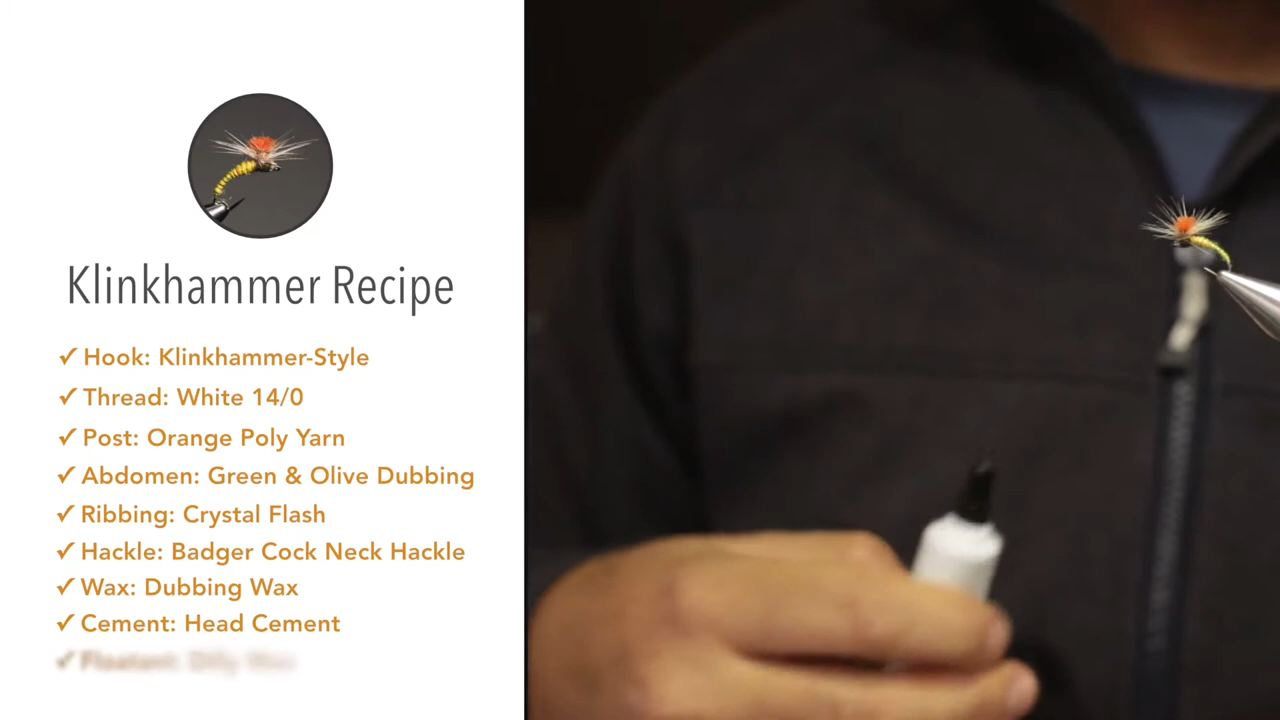 Klinkhammer Recipe
✓ Hook: Klinkhammer-Style
✓ Thread: White 14/0
✓ Post: Orange Poly Yarn
✓ Abdomen: Green & Olive Dubbing
✓ Ribbing: Crystal Flash
✓ Hackle: Badger Cock Neck Hackle
✓ Wax: Dubbing Wax
✓ Cement: Head Cement
✓ Floatant: